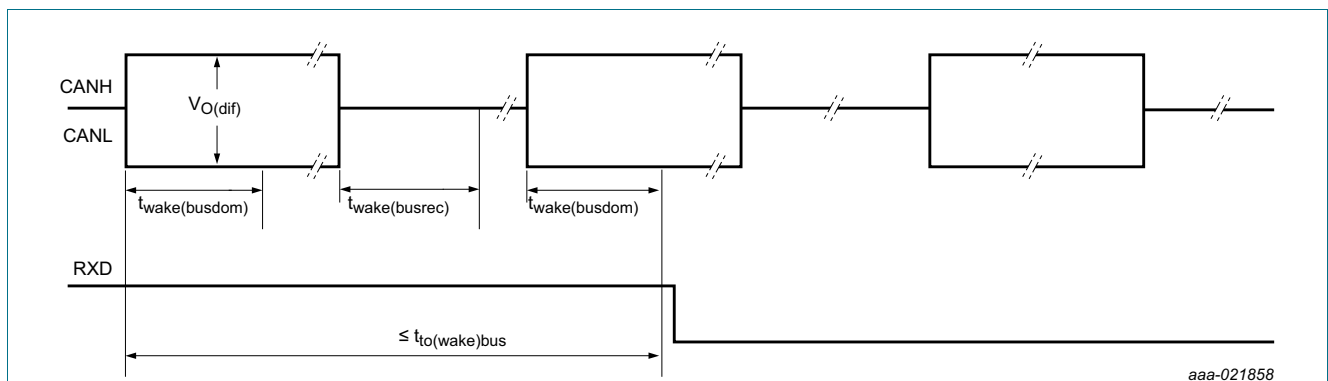 CANH
V_O(dif)
CANL
t_wake(busdom)
t_wake(busrec)
t_wake(busdom)
RXD
≤ t_to(wake)bus
aaa-021858